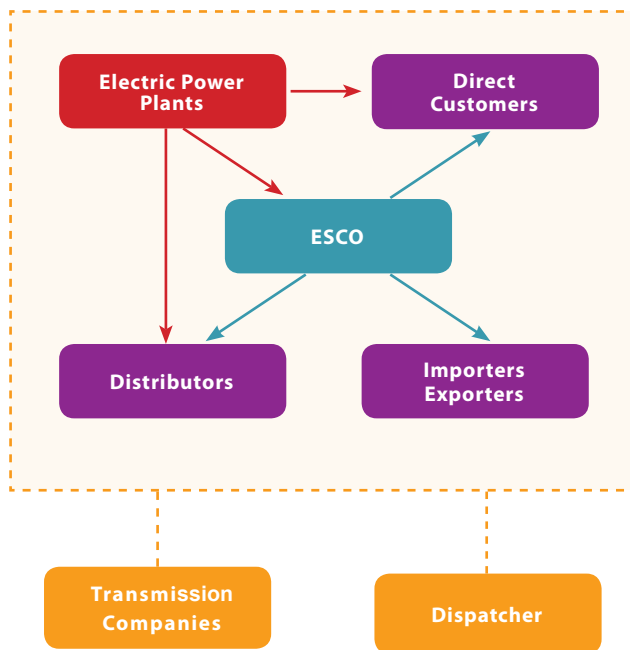 Electric Power
Plants
Direct
Customers
ESCO
Distributors
Importers
Exporters
Transmission
Companies
Dispatcher